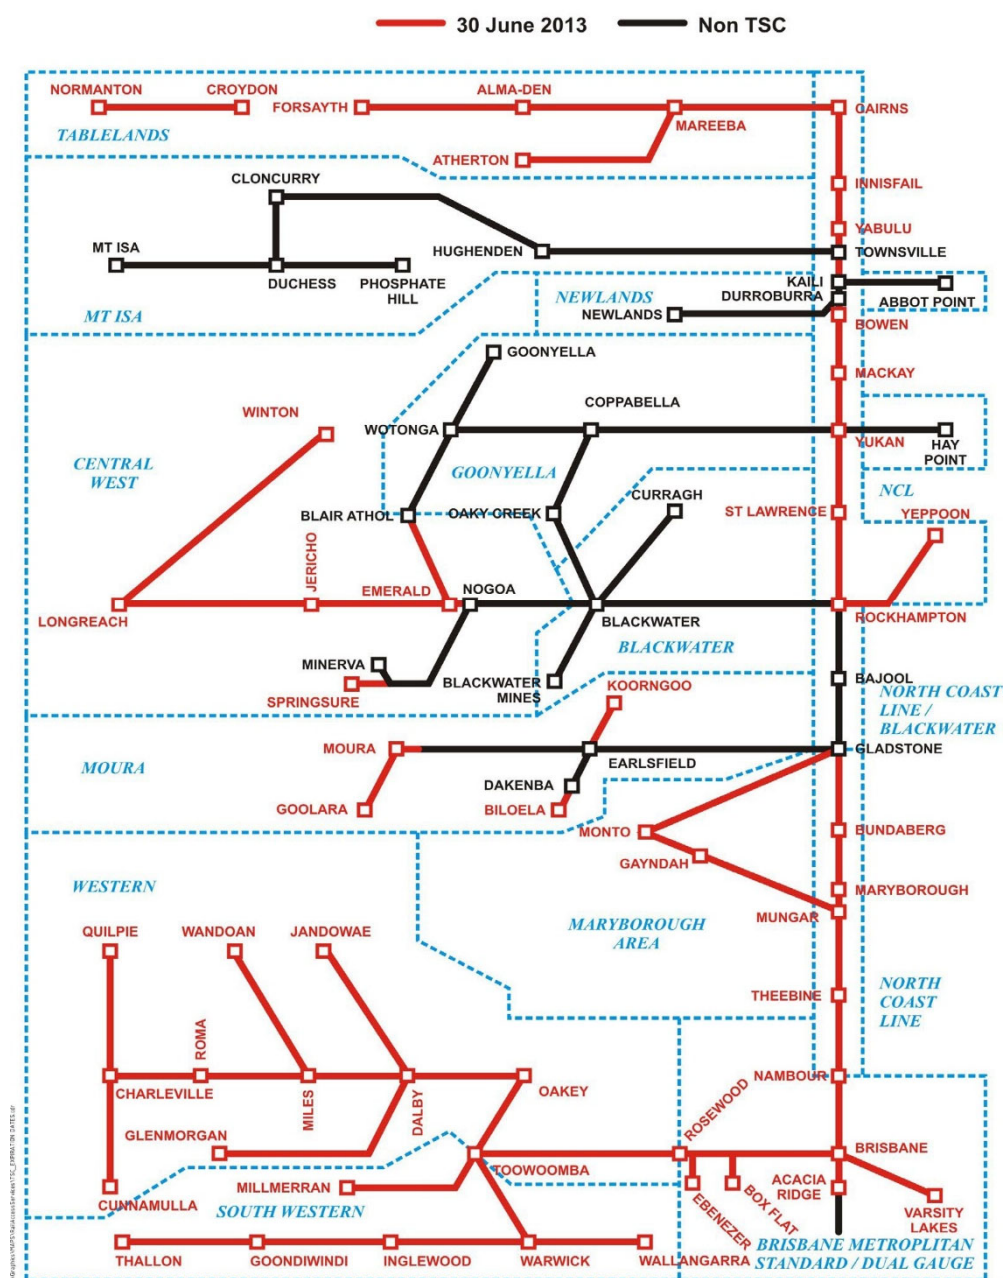 30 June 2013
Non TSC
NORMANTON
CROYDON
FORSAYTH
ALMA-DEN
MAREEBA
CAIRNS
TABLELANDS
ATHERTON
CLONCURRY
INNISFAIL
YABULU
MT ISA
HUGHENDEN
TOWNSVILLE
DUCHESS
PHOSPHATE
HILL
KAILI
DURROBURRA
ABBOT POINT
MT ISA
NEWLANDS
NEWLANDS
BOWEN
GOONYELLA
MACKAY
WINTON
COPPABELLA
WOTONGA
YUKAN
HAY
POINT
CENTRAL
WEST
GOONYELLA
NCL
CURRAGH
BLAIR ATHOL
OAKY CREEK
ST LAWRENCE
YEPPOON
JERICHO
EMERALD
NOGOA
LONGREACH
BLACKWATER
ROCKHAMPTON
BLACKWATER
MINERVA
SPRINGSURE
BLACKWATER
MINES
KOORNGOO
BAJOOL
NORTH COAST
LINE /
BLACKWATER
MOURA
MOURA
EARLSFIELD
GLADSTONE
DAKENBA
GOOLARA
BILOELA
MONTO
BUNDABERG
GAYNDAH
WESTERN
MARYBOROUGH
MUNGAR
MARYBOROUGH
AREA
QUILPIE
WANDOAN
JANDOWAE
THEEBINE
NORTH
COAST
LINE
ROMA
CHARLEVILLE
MILES
DALBY
OAKEY
NAMBOUR
ROSEWOOD
GLENMORGAN
TOOWOOMBA
BRISBANE
CUNNAMULLA
MILLMERRAN
SOUTH WESTERN
EBENEZER
BOX FLAT
ACACIA
RIDGE
VARSITY
LAKES
THALLON
GOONDIWINDI
INGLEWOOD
WARWICK
WALLANGARRA
BRISBANE METROPLITAN
STANDARD / DUAL GAUGE